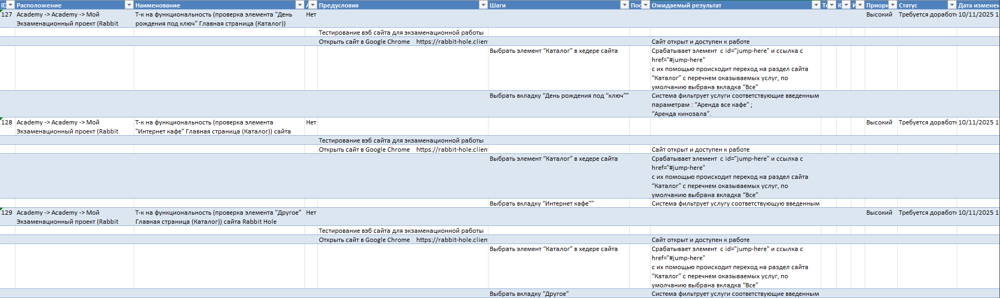 ID Расположение Наименование Предусловия Шаги Пос Ожидаемый результат Те К Приори Статус Дата изменен
127 Academy -> Academy -> Мой Т-к на функциональность (проверка элемента "День Нет Высокий Требуется доработк 10/11/2025 1
Экзаменационный проект (Rabbit рождения под ключ” Главная страница (Каталог))
Тестирование вэб сайта для экзаменационной работы
Открыть сайт в Google Chrome https://rabbit-hole.client Сайт открыт и доступен к работе
Выбрать элемент “Каталог” в хедере сайта Срабатывает элемент с id="jump-here" и ссылка с
href="#jump-here"
с их помощью происходит переход на раздел сайта
“Каталог” с перечнем оказываемых услуг, по
умолчанию выбрана вкладка “Все”
Выбрать вкладку “День рождения под “ключ”” Система фильтрует услуги соответствующие введенным
параметрам : “Аренда все кафе” ;
“Аренда кинозала”.
128 Academy -> Academy -> Мой Т-к на функциональность (проверка элемента Нет Высокий Требуется доработк 10/11/2025 1
Экзаменационный проект (Rabbit "Интернет кафе” Главная страница (Каталог)) сайта
Тестирование вэб сайта для экзаменационной работы
Открыть сайт в Google Chrome https://rabbit-hole.client Сайт открыт и доступен к работе
Выбрать элемент “Каталог” в хедере сайта Срабатывает элемент с id="jump-here" и ссылка с
href="#jump-here"
с их помощью происходит переход на раздел сайта
“Каталог” с перечнем оказываемых услуг, по
умолчанию выбрана вкладка “Все”
Выбрать вкладку “Интернет кафе”” Система фильтрует услугу соответствующую введенным
129 Academy -> Academy -> Мой Т-к на функциональность (проверка элемента "Другое” Нет Высокий Требуется доработк 10/11/2025 1
Экзаменационный проект (Rabbit Главная страница (Каталог)) сайта Rabbit Hole
Тестирование вэб сайта для экзаменационной работы
Открыть сайт в Google Chrome https://rabbit-hole.client Сайт открыт и доступен к работе
Выбрать элемент “Каталог” в хедере сайта Срабатывает элемент с id="jump-here" и ссылка с
href="#jump-here"
с их помощью происходит переход на раздел сайта
“Каталог” с перечнем оказываемых услуг, по
умолчанию выбрана вкладка “Все”
Выбрать вкладку “Другое” Система фильтрует услуги соответствующие введенным